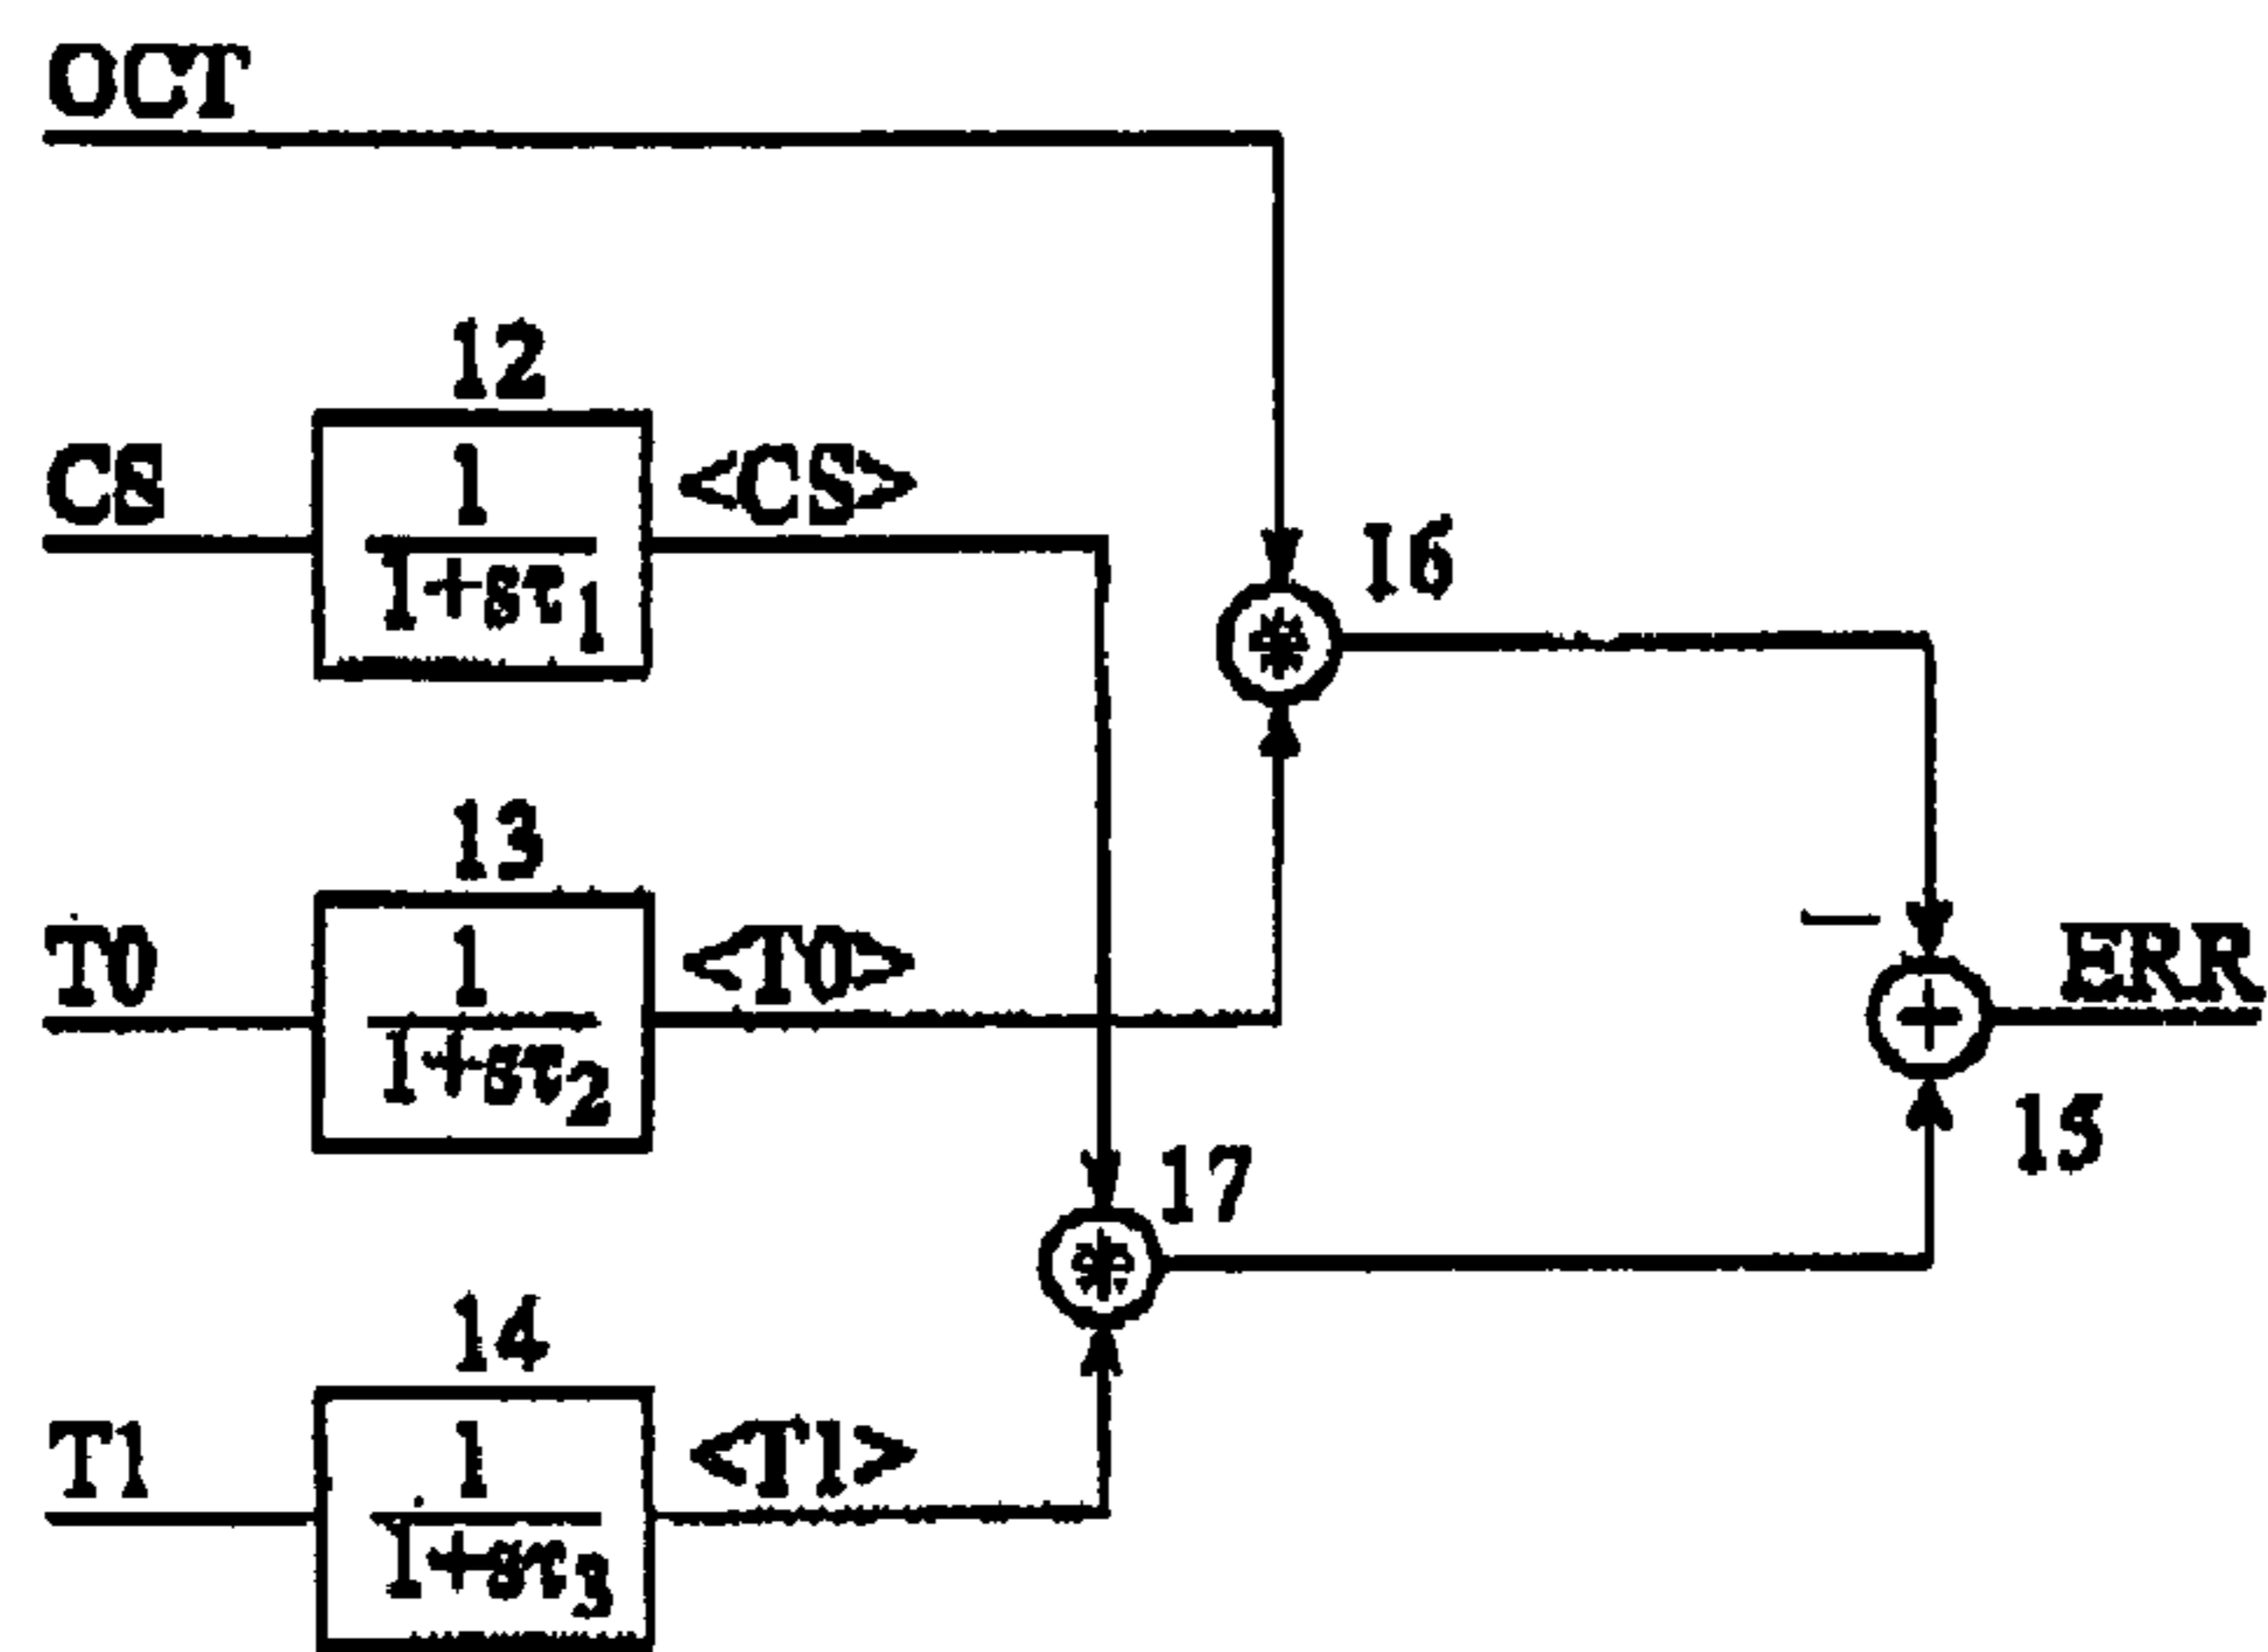 OCT
12
CS
1
1+sτ1
<CS>
16
*
13
T0
1
1+sτ2
<T0>
−
ERR
+
15
17
*
14
T1
1
1+sτ3
<T1>